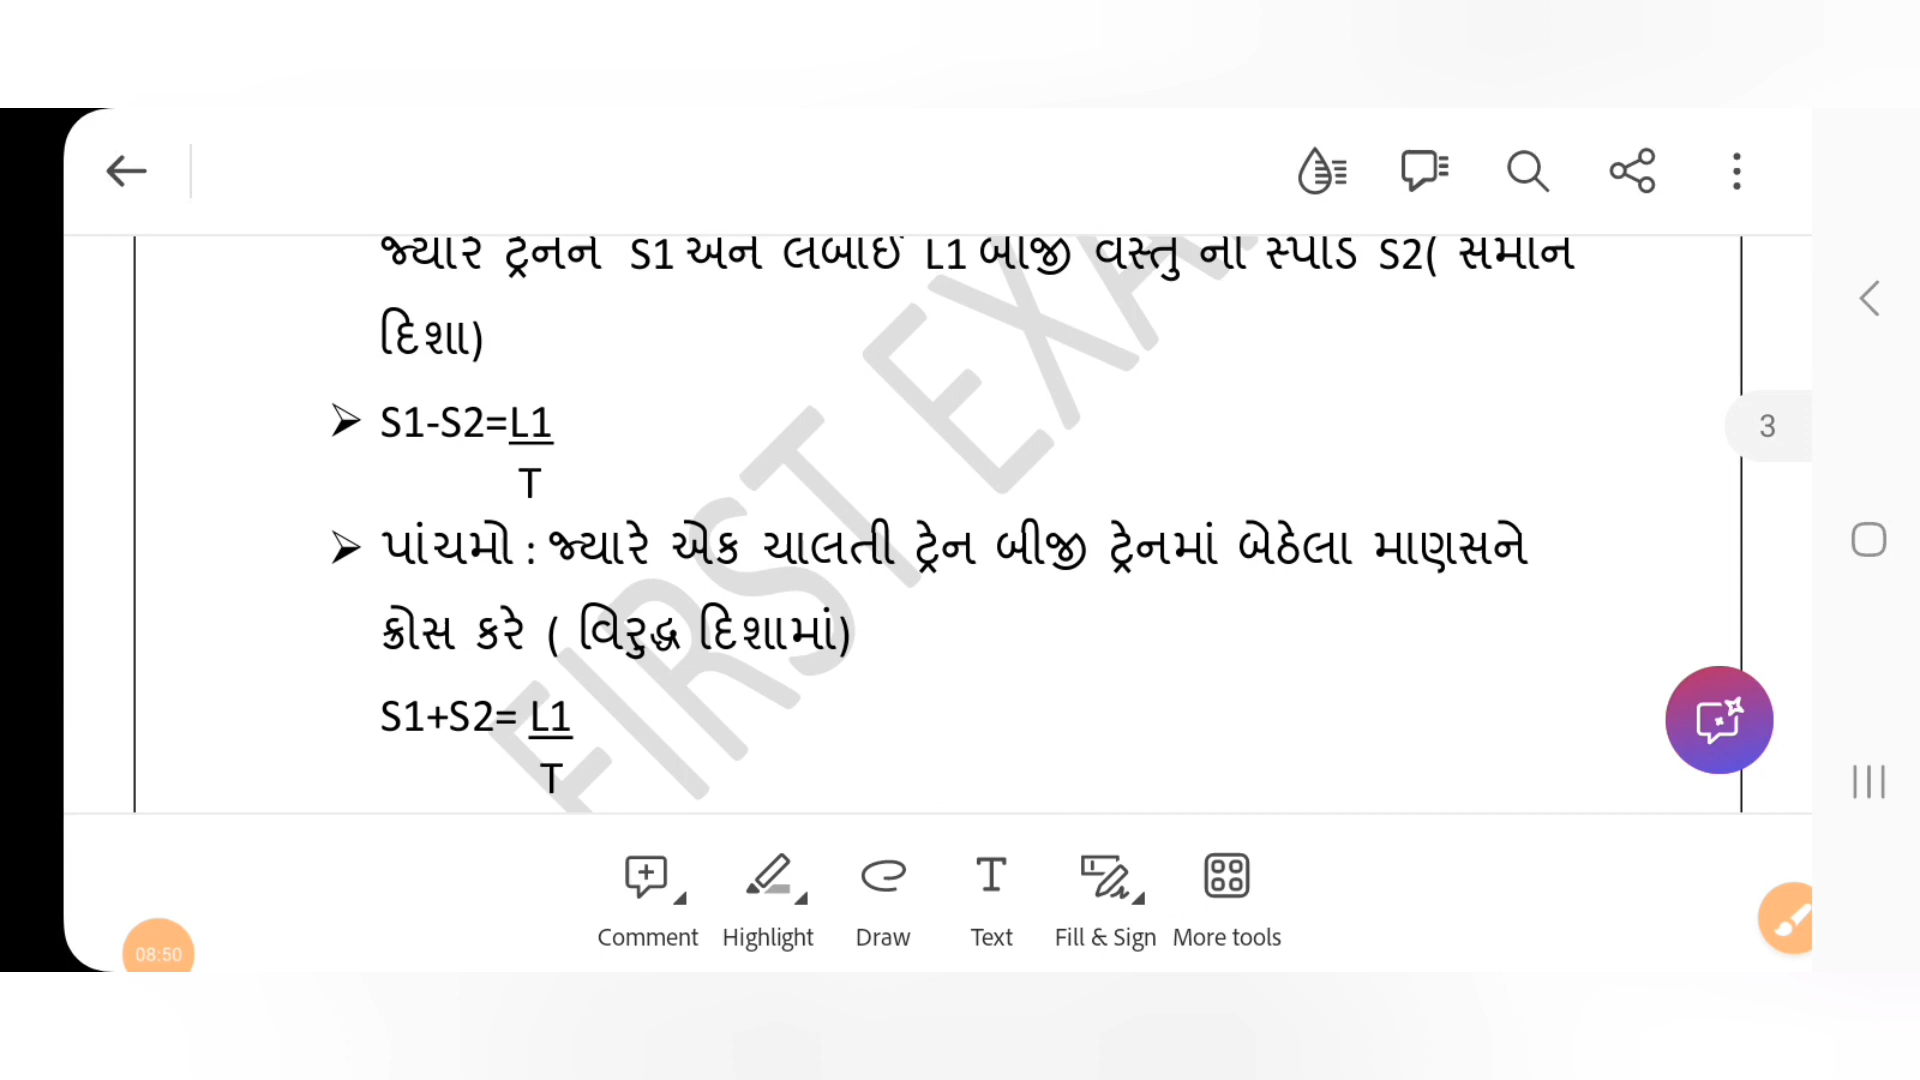 જ્યારે ટ્રેનને S1 અને લંબાઈ L1 બીજી વસ્તુ ની સ્પીડ S2( સમાન
દિશા)
➤ S1-S2=L1
T
➤ પાંચમો : જ્યારે એક ચાલતી ટ્રેન બીજી ટ્રેનમાં બેઠેલા માણસને
ક્રોસ કરે ( વિરુદ્ધ દિશામાં)
S1+S2= L1
T
FIRST EXA
3
Comment Highlight Draw Text Fill & Sign More tools
08:50